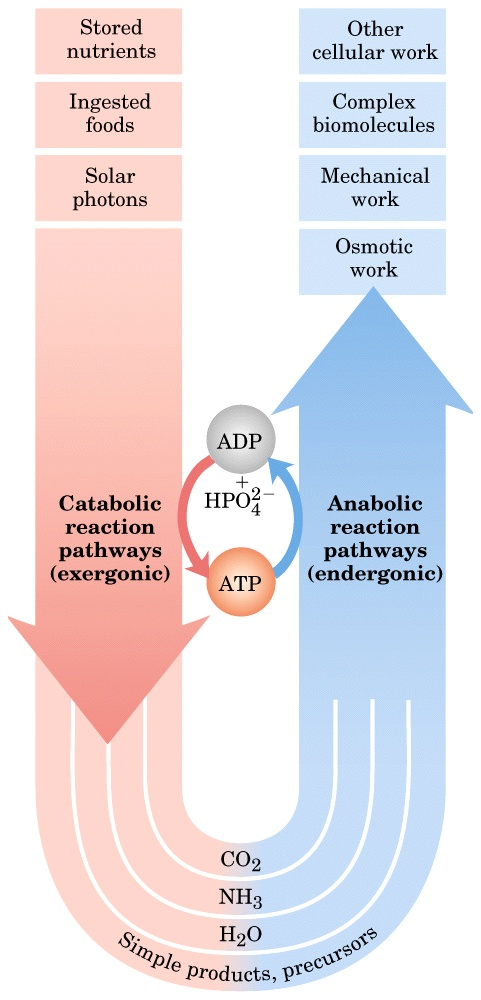 Stored
nutrients
Ingested
foods
Solar
photons
Other
cellular work
Complex
biomolecules
Mechanical
work
Osmotic
work
ADP
+
HPO₄²⁻
ATP
Catabolic
reaction
pathways
(exergonic)
Anabolic
reaction
pathways
(endergonic)
CO₂
NH₃
H₂O
Simple products, precursors